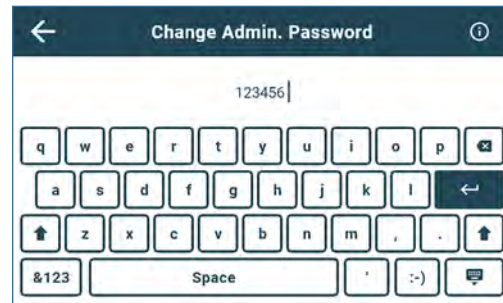 Change Admin. Password
123456
q w e r t y u i o p
a s d f g h j k l
z x c v b n m , .
&123 Space ' :-)